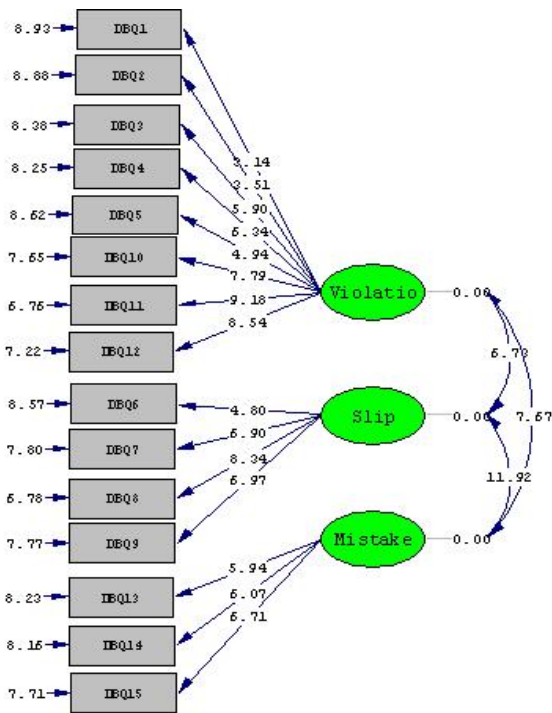 8.93 DBQ1
8.88 DBQ2
8.38 DBQ3
8.25 DBQ4
8.62 DBQ5
7.65 DBQ10
6.76 DBQ11
7.22 DBQ12
8.57 DBQ6
7.80 DBQ7
6.78 DBQ8
7.77 DBQ9
8.23 DBQ13
8.16 DBQ14
7.71 DBQ15
3.14
3.51
5.90
6.34
4.94
7.79
9.18
8.54
4.80
6.90
8.34
6.97
5.94
6.07
6.71
Violatio 0.00
Slip 0.00
Mistake 0.00
6.73
7.67
11.92